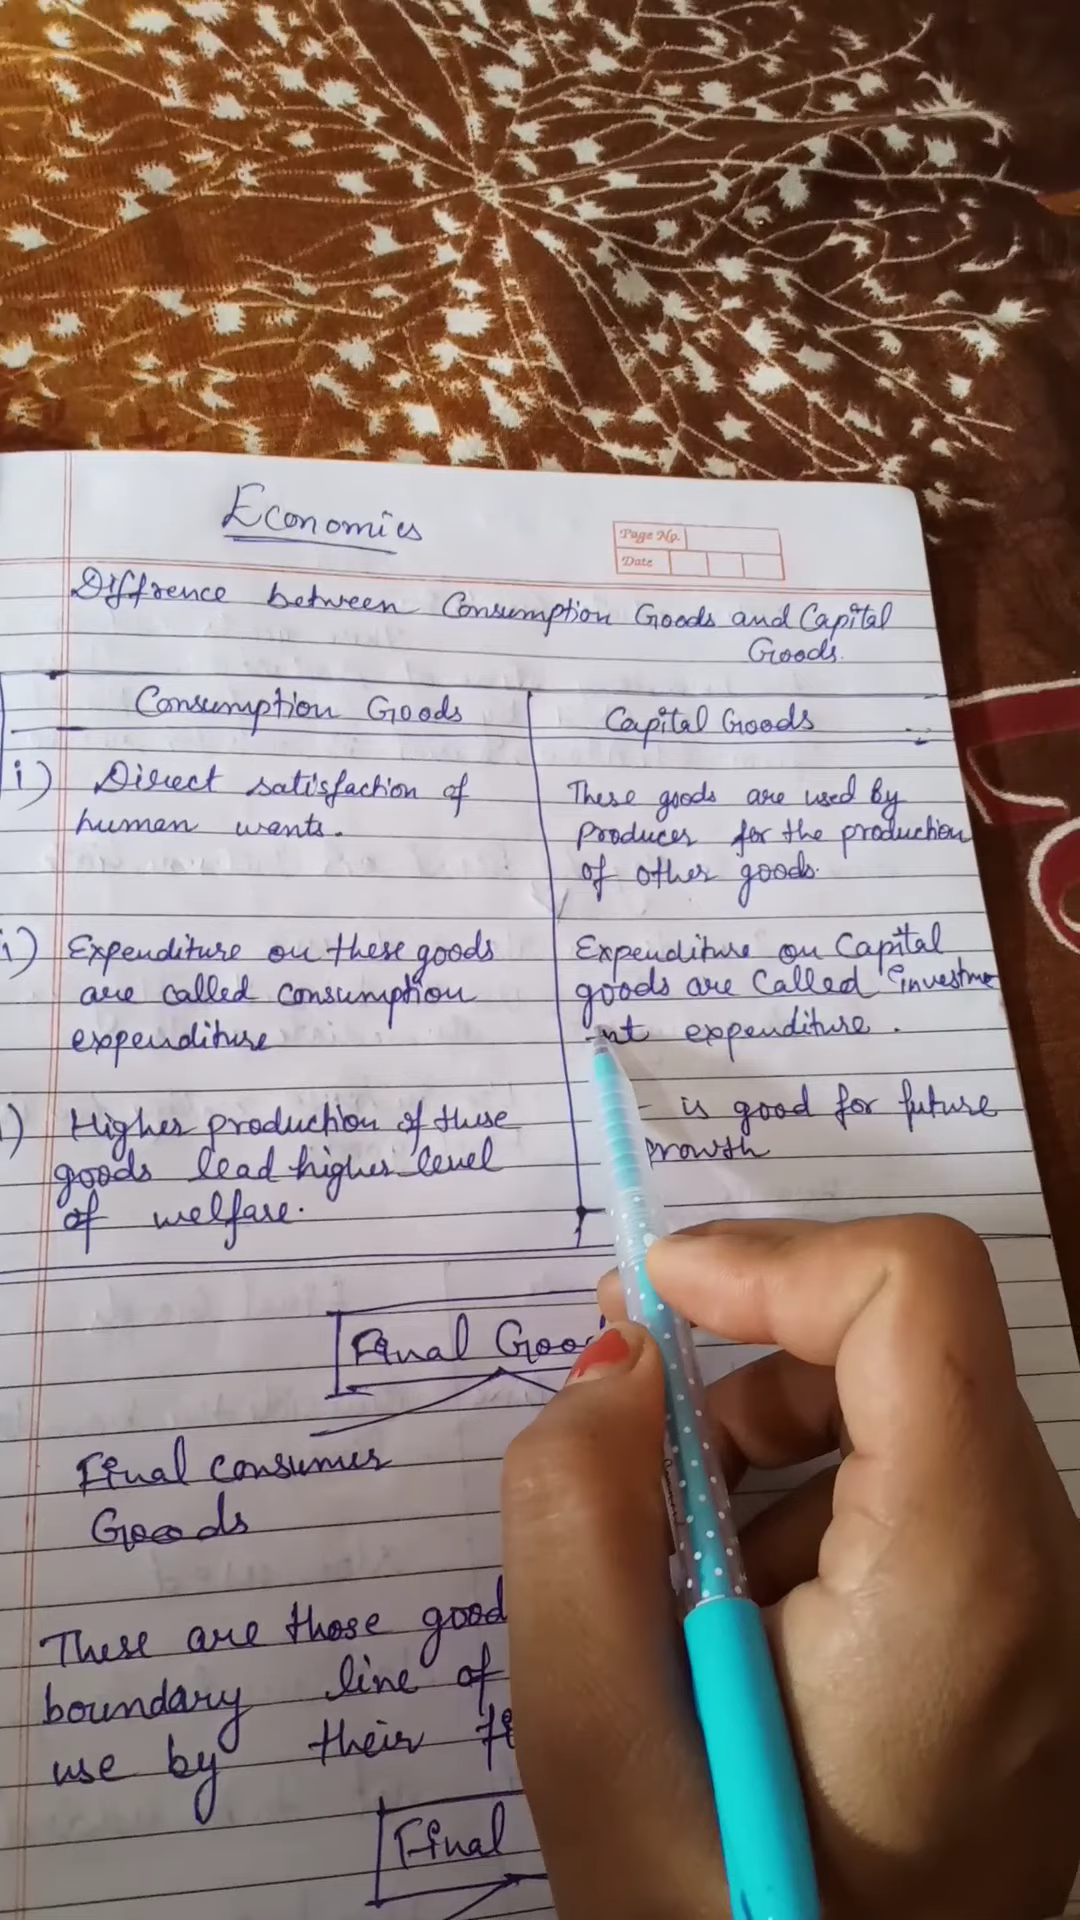 Economics
Page No.
Date
Diffrence between Consumption Goods and Capital
Goods.
Consumption Goods
Capital Goods
i) Direct satisfaction of
human wants.
These goods are used by
Producer for the production
of other goods.
i) Expenditure on these goods
are called consumption
expenditure
Expenditure on Capital
goods are called investme
-nt expenditure.
) Higher production of these
goods lead higher level
of welfare.
is good for future
growth
Final Good
Final consumer
Goods
These are those good
boundary line of
use by their
Final